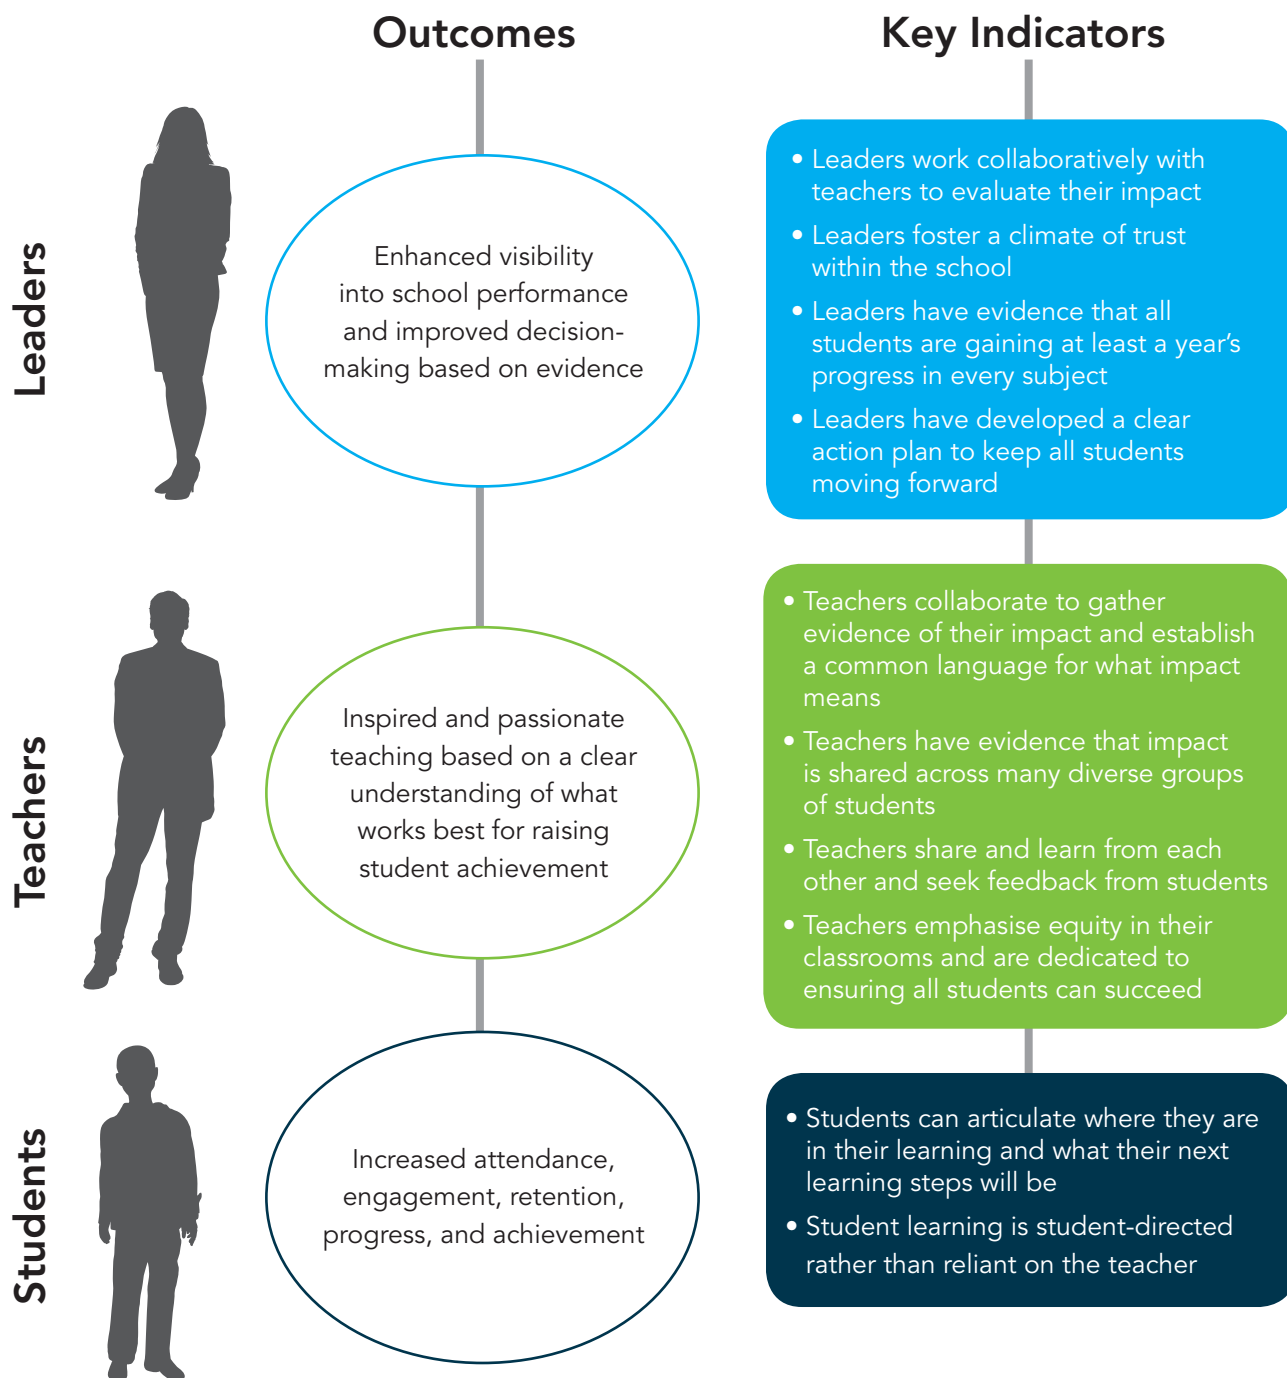 Outcomes
Key Indicators
Leaders
Enhanced visibility
into school performance
and improved decision-
making based on evidence
• Leaders work collaboratively with
teachers to evaluate their impact
• Leaders foster a climate of trust
within the school
• Leaders have evidence that all
students are gaining at least a year’s
progress in every subject
• Leaders have developed a clear
action plan to keep all students
moving forward
Teachers
Inspired and passionate
teaching based on a clear
understanding of what
works best for raising
student achievement
• Teachers collaborate to gather
evidence of their impact and establish
a common language for what impact
means
• Teachers have evidence that impact
is shared across many diverse groups
of students
• Teachers share and learn from each
other and seek feedback from students
• Teachers emphasise equity in their
classrooms and are dedicated to
ensuring all students can succeed
Students
Increased attendance,
engagement, retention,
progress, and achievement
• Students can articulate where they are
in their learning and what their next
learning steps will be
• Student learning is student-directed
rather than reliant on the teacher